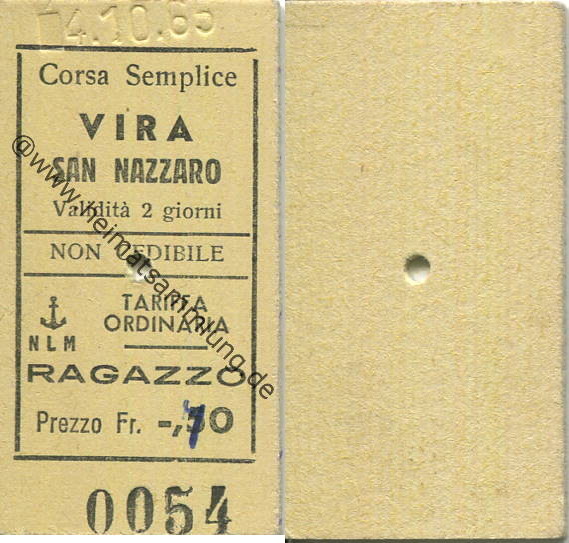 4.10.65
Corsa Semplice
VIRA
SAN NAZZARO
Validità 2 giorni
NON CEDIBILE
TARIFFA
ORDINARIA
NLM
RAGAZZO
Prezzo Fr. -,70
0054
@www.heimatsammlung.de